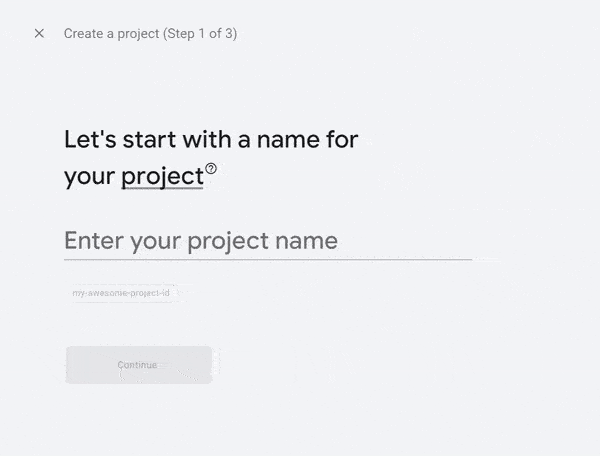 Create a project (Step 1 of 3)
Let's start with a name for
your project
Enter your project name
my-awesome-project-id
Continue